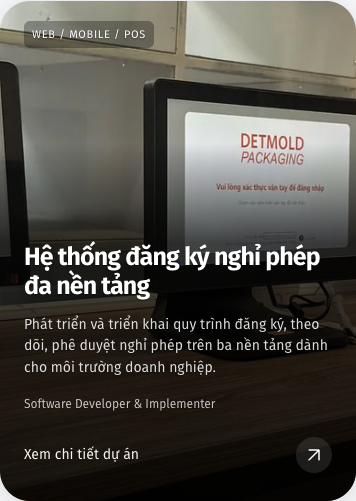 WEB / MOBILE / POS
DETMOLD
PACKAGING
Vui lòng xác thực vân tay để đăng nhập
Hệ thống đăng ký nghỉ phép
đa nền tảng
Phát triển và triển khai quy trình đăng ký, theo
dõi, phê duyệt nghỉ phép trên ba nền tảng dành
cho môi trường doanh nghiệp.
Software Developer & Implementer
Xem chi tiết dự án